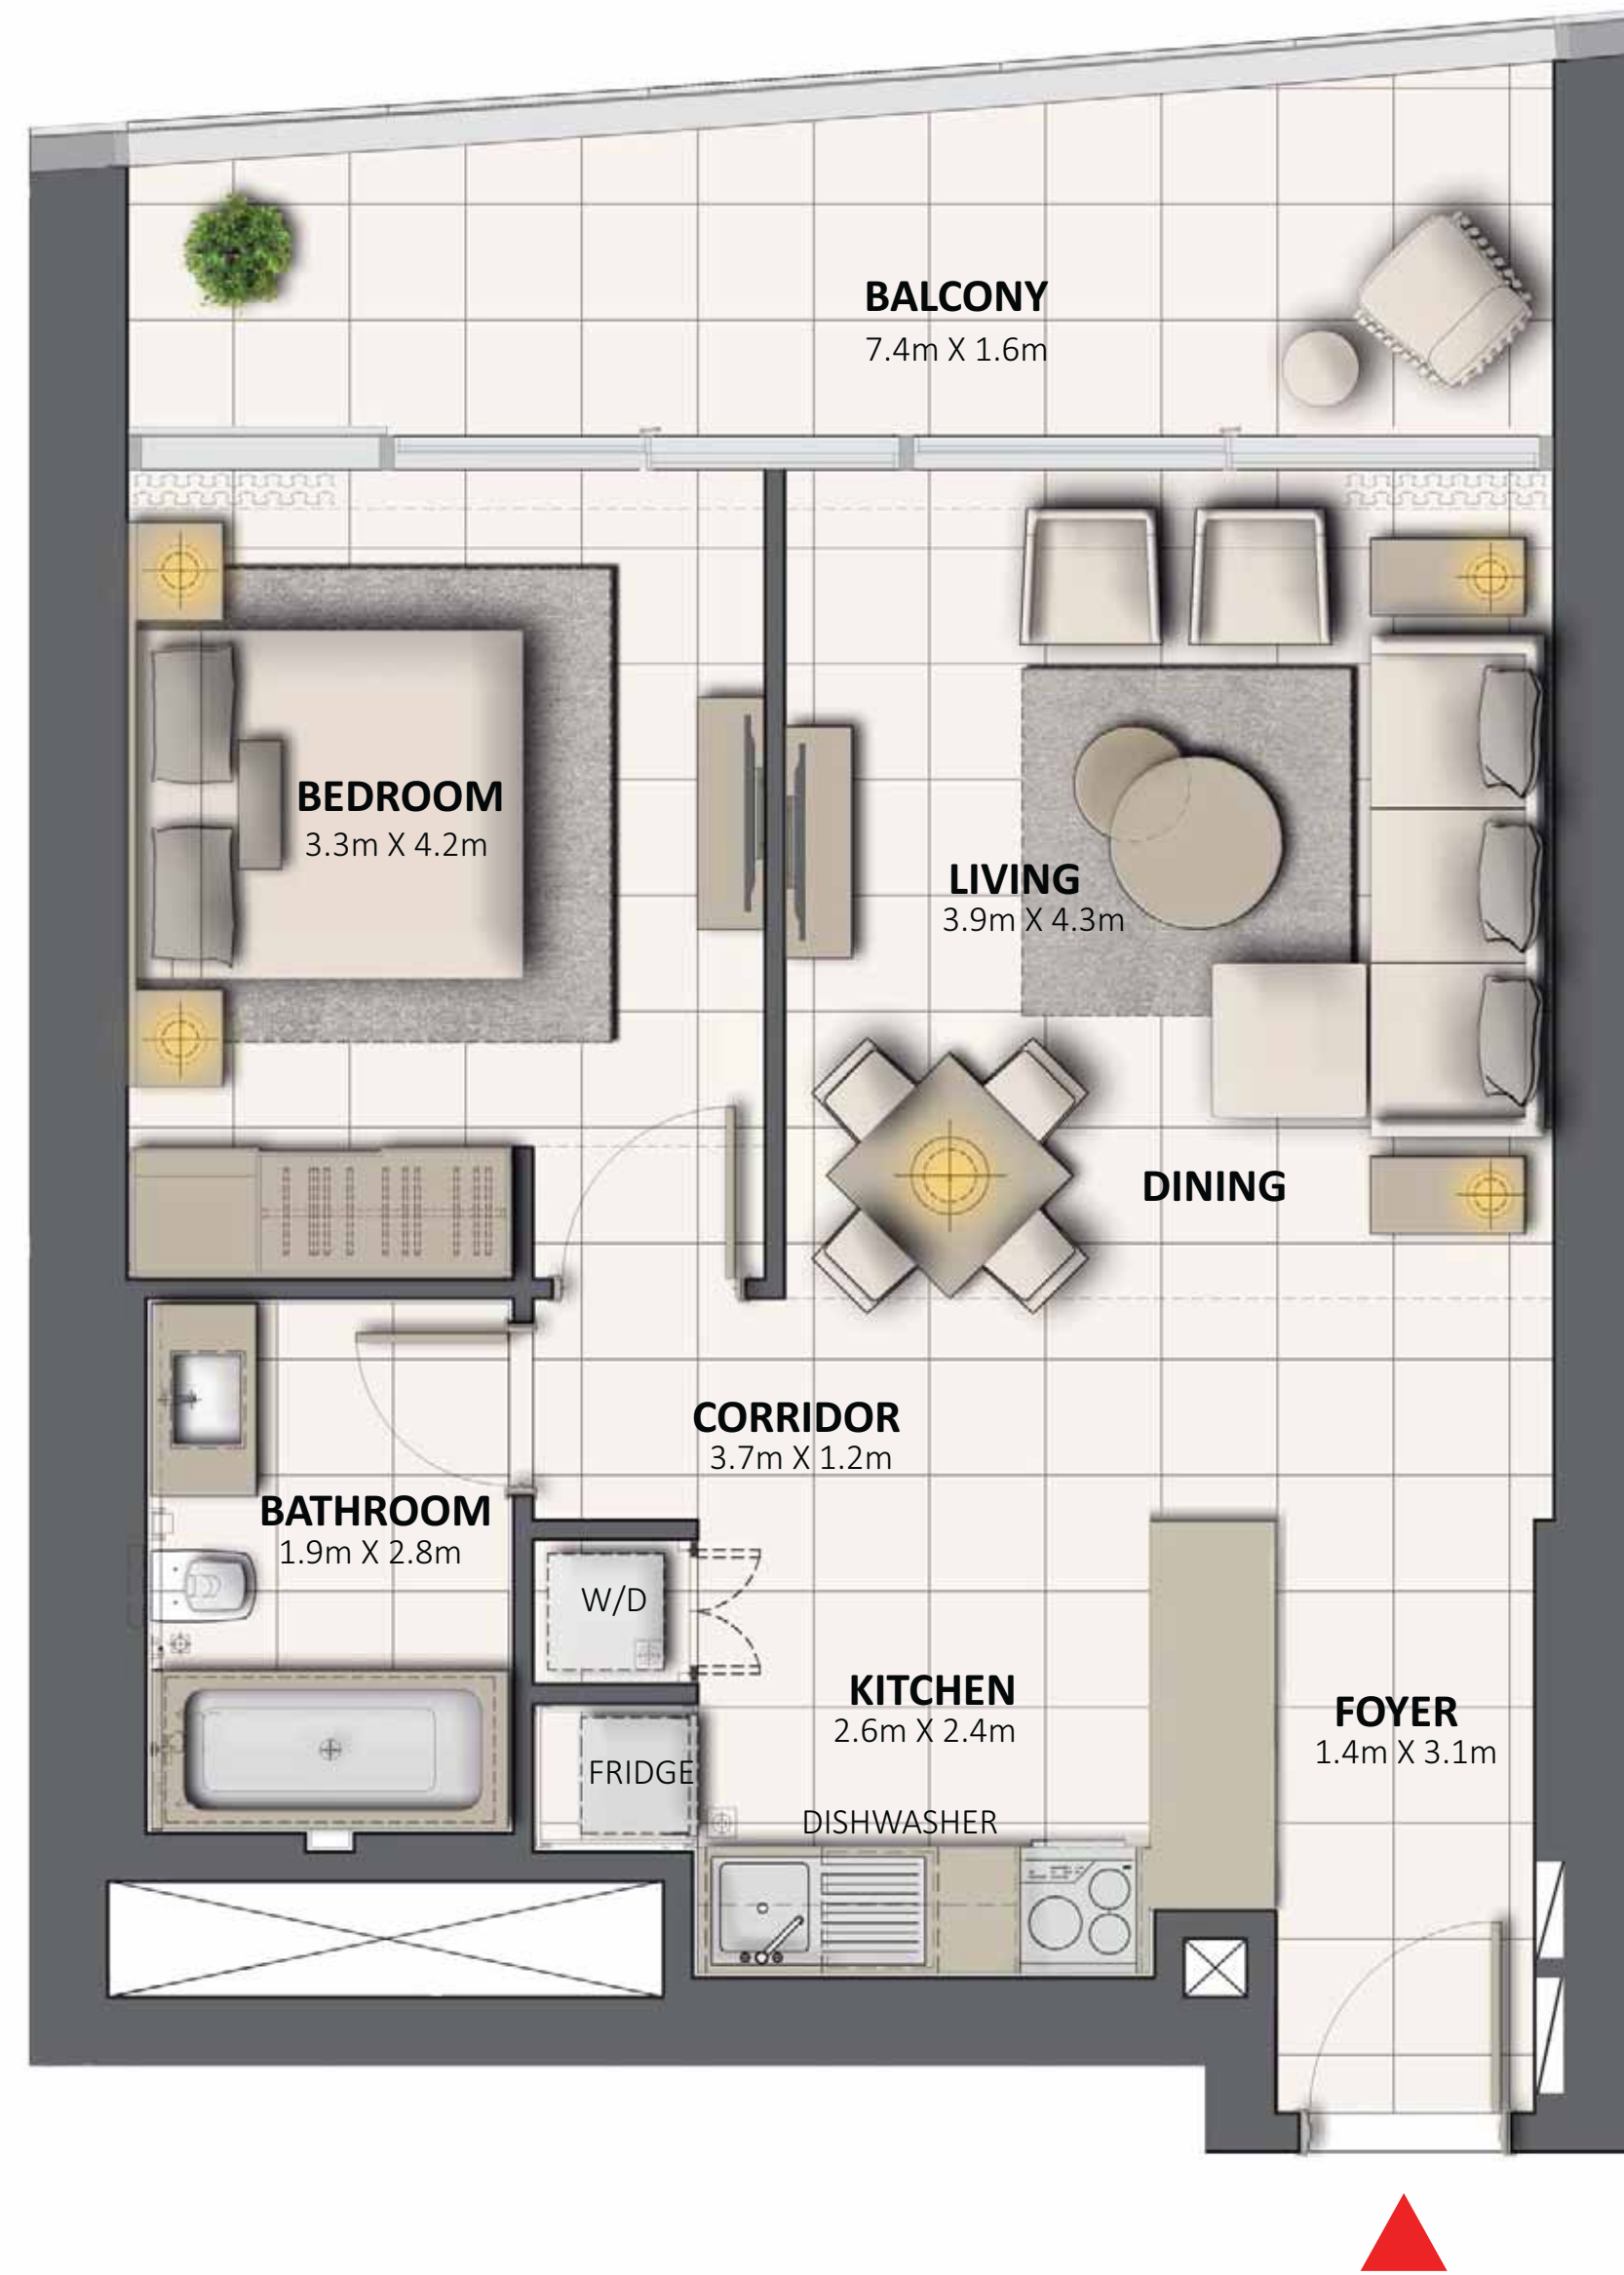 BALCONY
7.4m X 1.6m
BEDROOM
3.3m X 4.2m
LIVING
3.9m X 4.3m
DINING
CORRIDOR
3.7m X 1.2m
BATHROOM
1.9m X 2.8m
W/D
KITCHEN
2.6m X 2.4m
FOYER
1.4m X 3.1m
FRIDGE
DISHWASHER